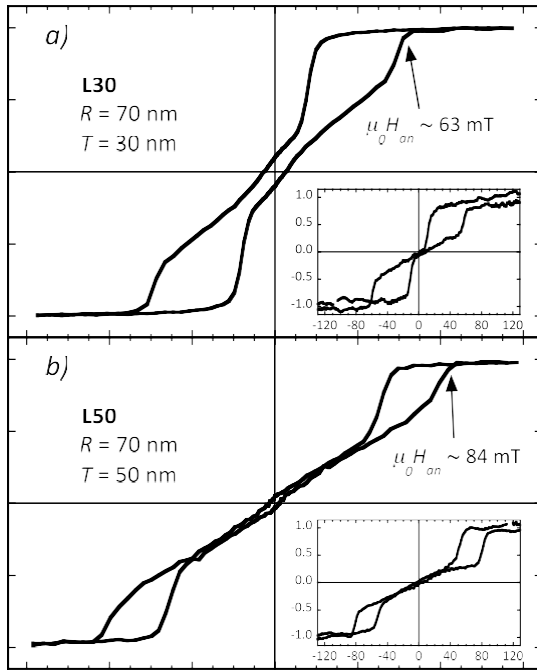 a)
L30
R = 70 nm
T = 30 nm
μ0Han ~ 63 mT
1.0
0.5
0.0
-0.5
-1.0
-120 -80 -40 0 40 80 120
b)
L50
R = 70 nm
T = 50 nm
μ0Han ~ 84 mT
1.0
0.5
0.0
-0.5
-1.0
-120 -80 -40 0 40 80 120